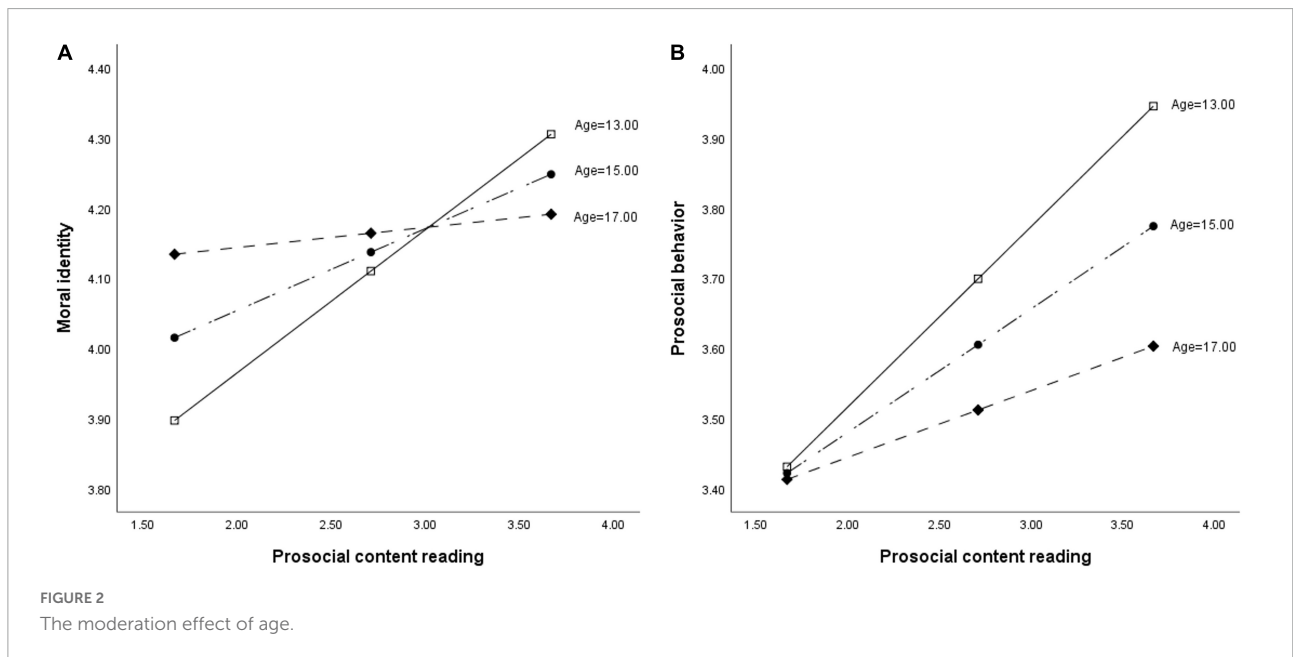 A
4.40
4.30
4.20
4.10
4.00
3.90
3.80
Moral identity
Age=13.00
Age=15.00
Age=17.00
1.50 2.00 2.50 3.00 3.50 4.00
Prosocial content reading
B
4.00
3.90
3.80
3.70
3.60
3.50
3.40
Prosocial behavior
Age=13.00
Age=15.00
Age=17.00
1.50 2.00 2.50 3.00 3.50 4.00
Prosocial content reading
FIGURE 2
The moderation effect of age.